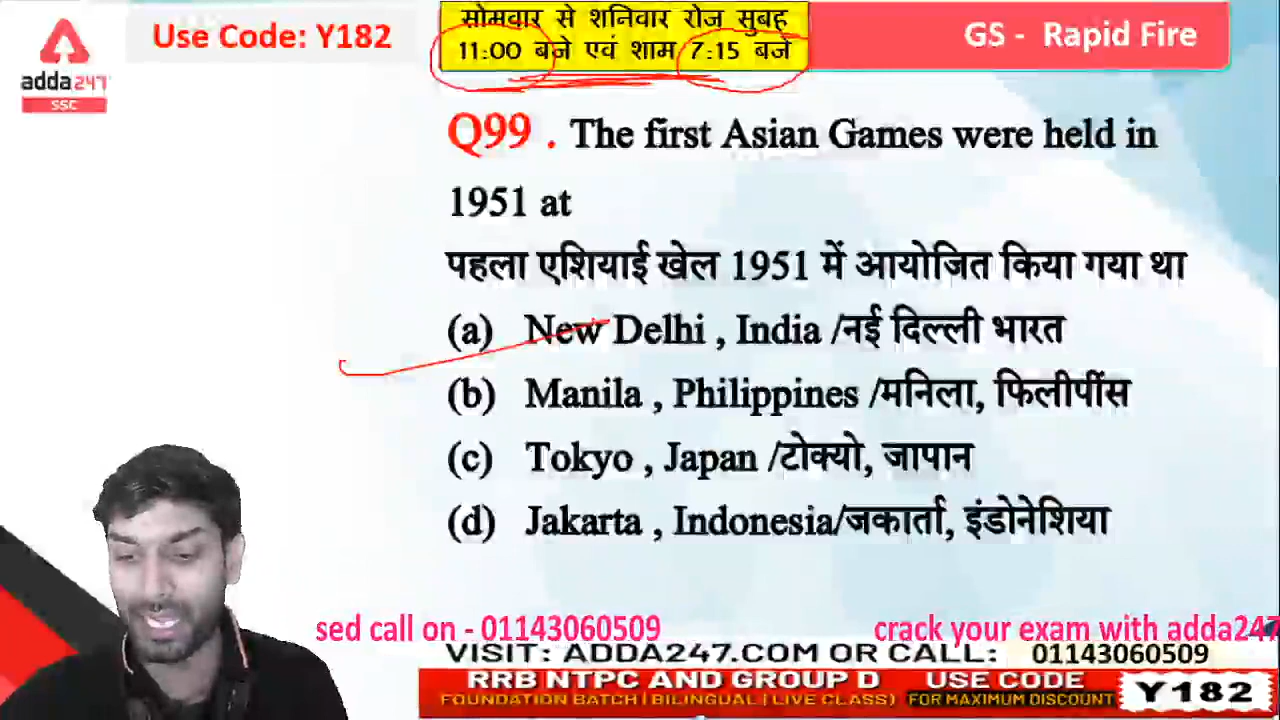 adda247
SSC
Use Code: Y182
सोमवार से शनिवार रोज सुबह
11:00 बजे एवं शाम 7:15 बजे
GS - Rapid Fire
Q99 . The first Asian Games were held in
1951 at
पहला एशियाई खेल 1951 में आयोजित किया गया था
(a) New Delhi , India /नई दिल्ली भारत
(b) Manila , Philippines /मनिला, फिलीपींस
(c) Tokyo , Japan /टोक्यो, जापान
(d) Jakarta , Indonesia/जकार्ता, इंडोनेशिया
sed call on - 01143060509 crack your exam with adda247
VISIT: ADDA247.COM OR CALL: 01143060509
RRB NTPC AND GROUP D USE CODE
FOUNDATION BATCH | BILINGUAL | LIVE CLASS) FOR MAXIMUM DISCOUNT Y182